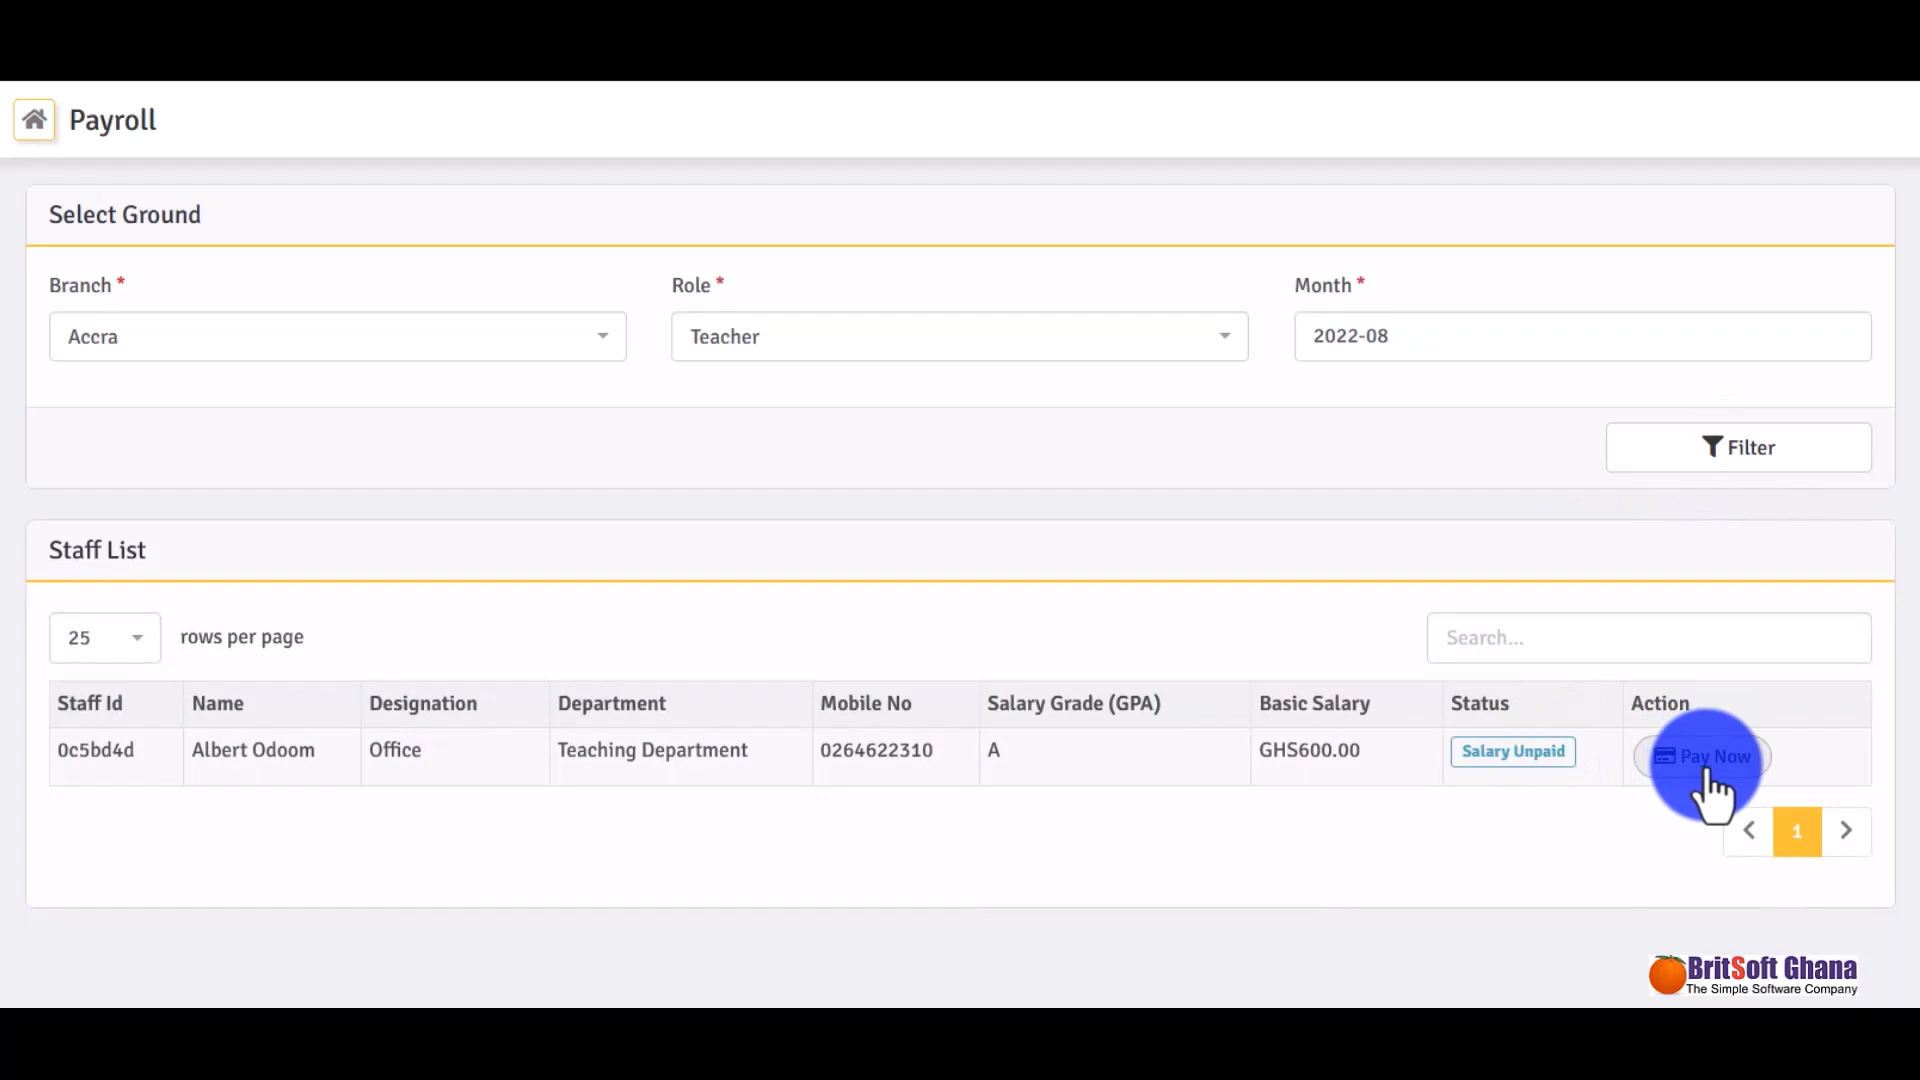 Payroll
Select Ground
Branch * Role * Month *
Accra Teacher 2022-08
Filter
Staff List
25 rows per page Search...
Staff Id Name Designation Department Mobile No Salary Grade (GPA) Basic Salary Status Action
0c5bd4d Albert Odoom Office Teaching Department 0264622310 A GHS600.00 Salary Unpaid Pay Now
1
BritSoft Ghana
The Simple Software Company